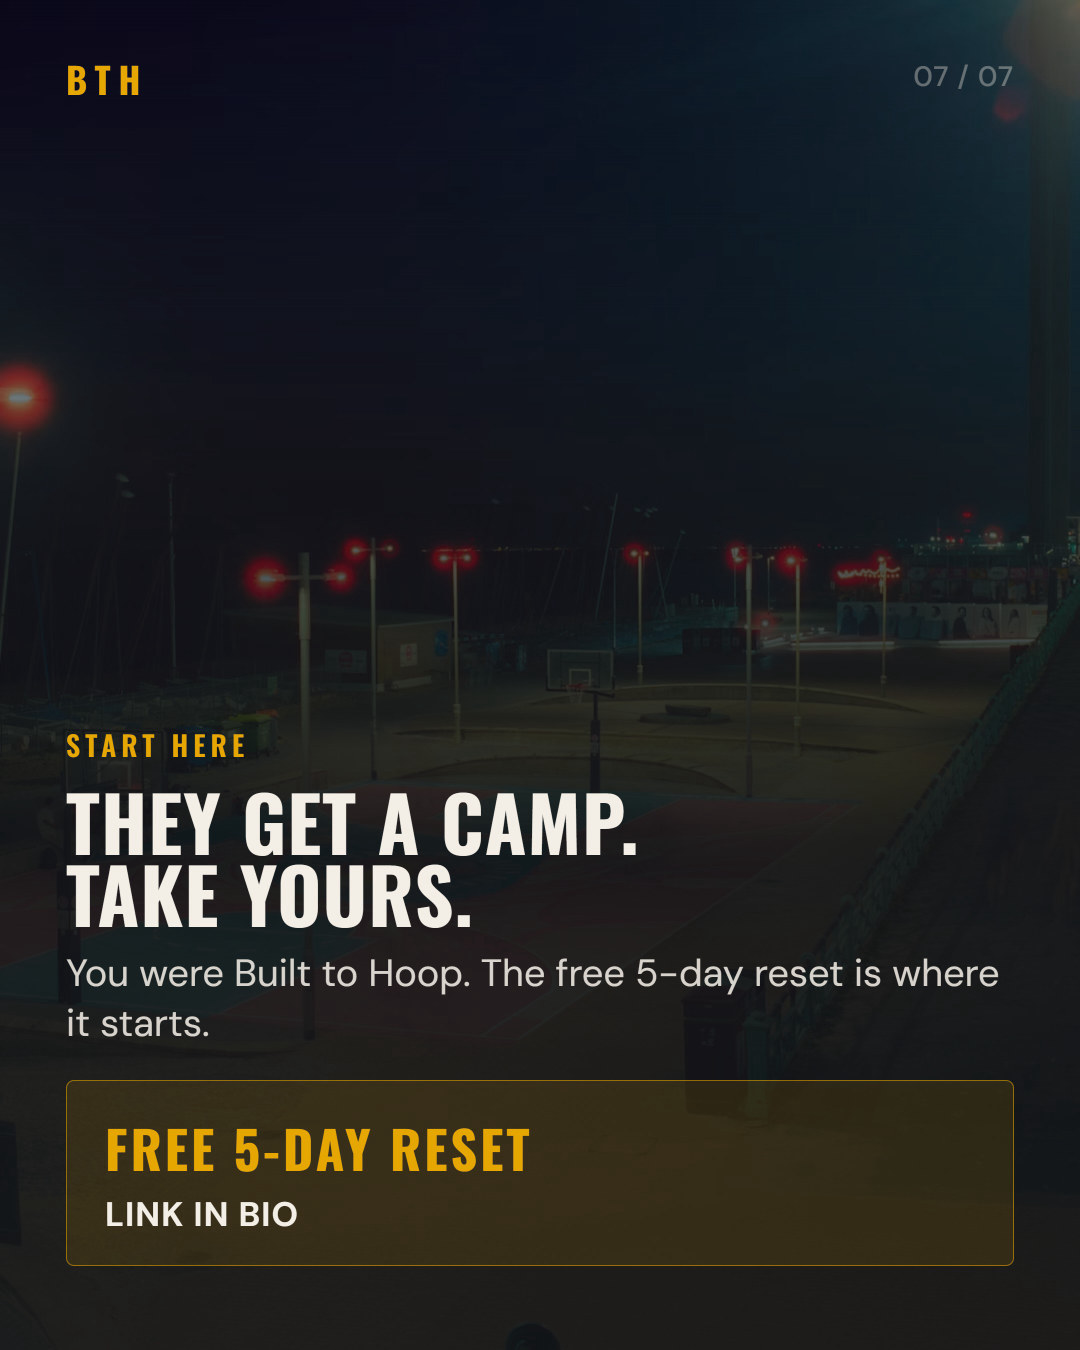 BTH
07 / 07
START HERE
THEY GET A CAMP.
TAKE YOURS.
You were Built to Hoop. The free 5-day reset is where
it starts.
FREE 5-DAY RESET
LINK IN BIO